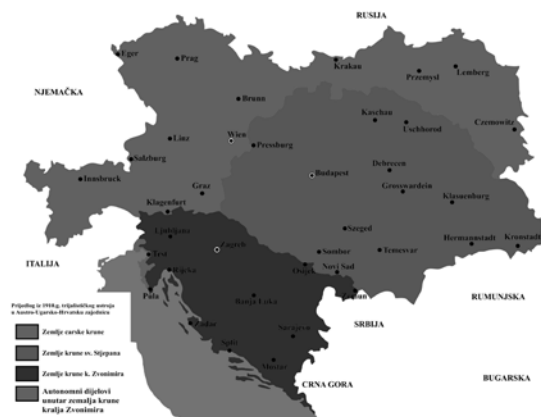 RUSIJA
Eger
Prag
Krakau
Przemysl
Lemberg
NJEMAČKA
Brunn
Kaschau
Uschhorod
Czernowitz
Linz
Wien
Pressburg
Salzburg
Debrecen
Innsbruck
Budapest
Grosswardein
Graz
Klausenburg
Klagenfurt
Ljubljana
Szeged
Zagreb
Hermannstadt
Kronstadt
ITALIJA
Trst
Sombor
Temesvar
Rijeka
Osijek
Novi Sad
Pula
Zemun
RUMUNJSKA
Banja Luka
SRBIJA
Prijedlog iz 1918.g. trijalističkog ustroja
u Austro-Ugarsko-Hrvatsku zajednicu
Zadar
Zemlje carske krune
Sarajevo
Split
Zemlje krune sv. Stjepana
Mostar
Zemlje krune k. Zvonimira
CRNA GORA
BUGARSKA
Autonomni dijelovi
unutar zemalja krune
kralja Zvonimira